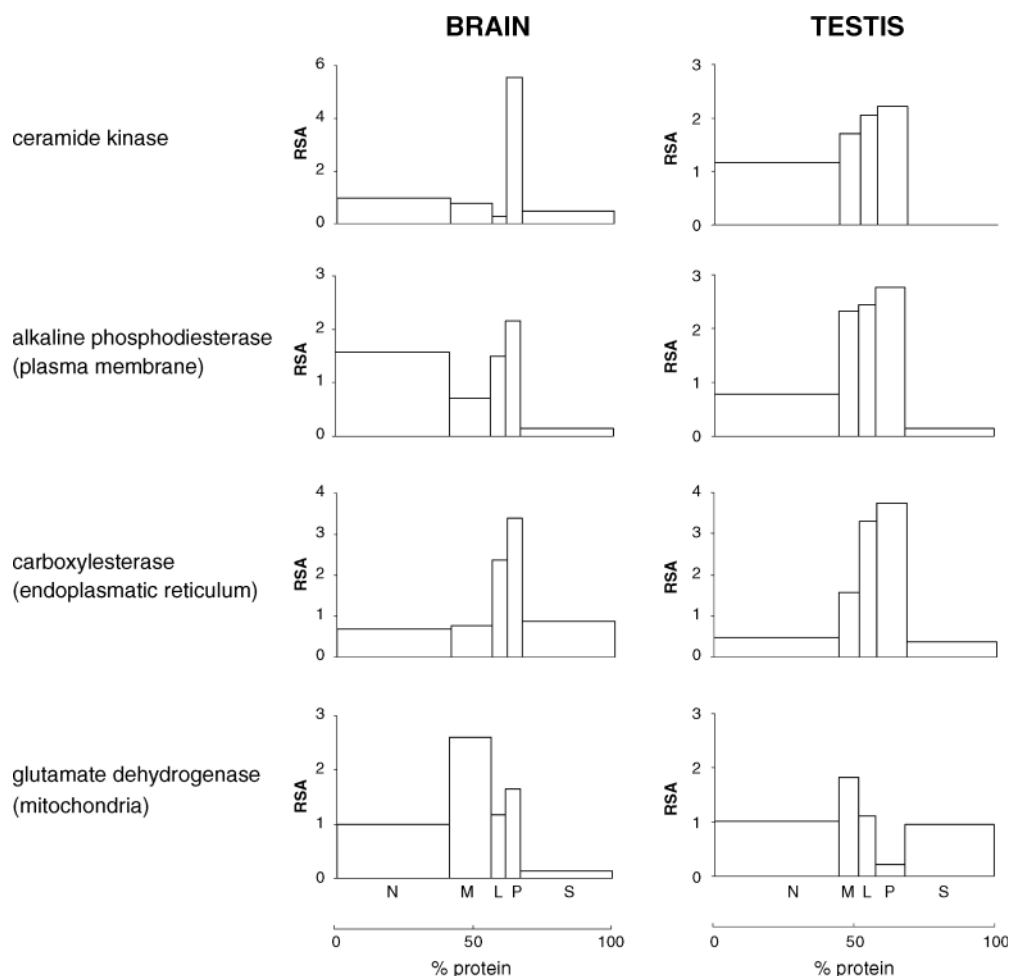 BRAIN
TESTIS
ceramide kinase
RSA
6
4
2
0
RSA
3
2
1
0
alkaline phosphodiesterase
(plasma membrane)
RSA
3
2
1
0
RSA
3
2
1
0
carboxylesterase
(endoplasmatic reticulum)
RSA
4
3
2
1
0
RSA
4
3
2
1
0
glutamate dehydrogenase
(mitochondria)
RSA
3
2
1
0
RSA
3
2
1
0
N M L P S
N M L P S
0 50 100
0 50 100
% protein
% protein